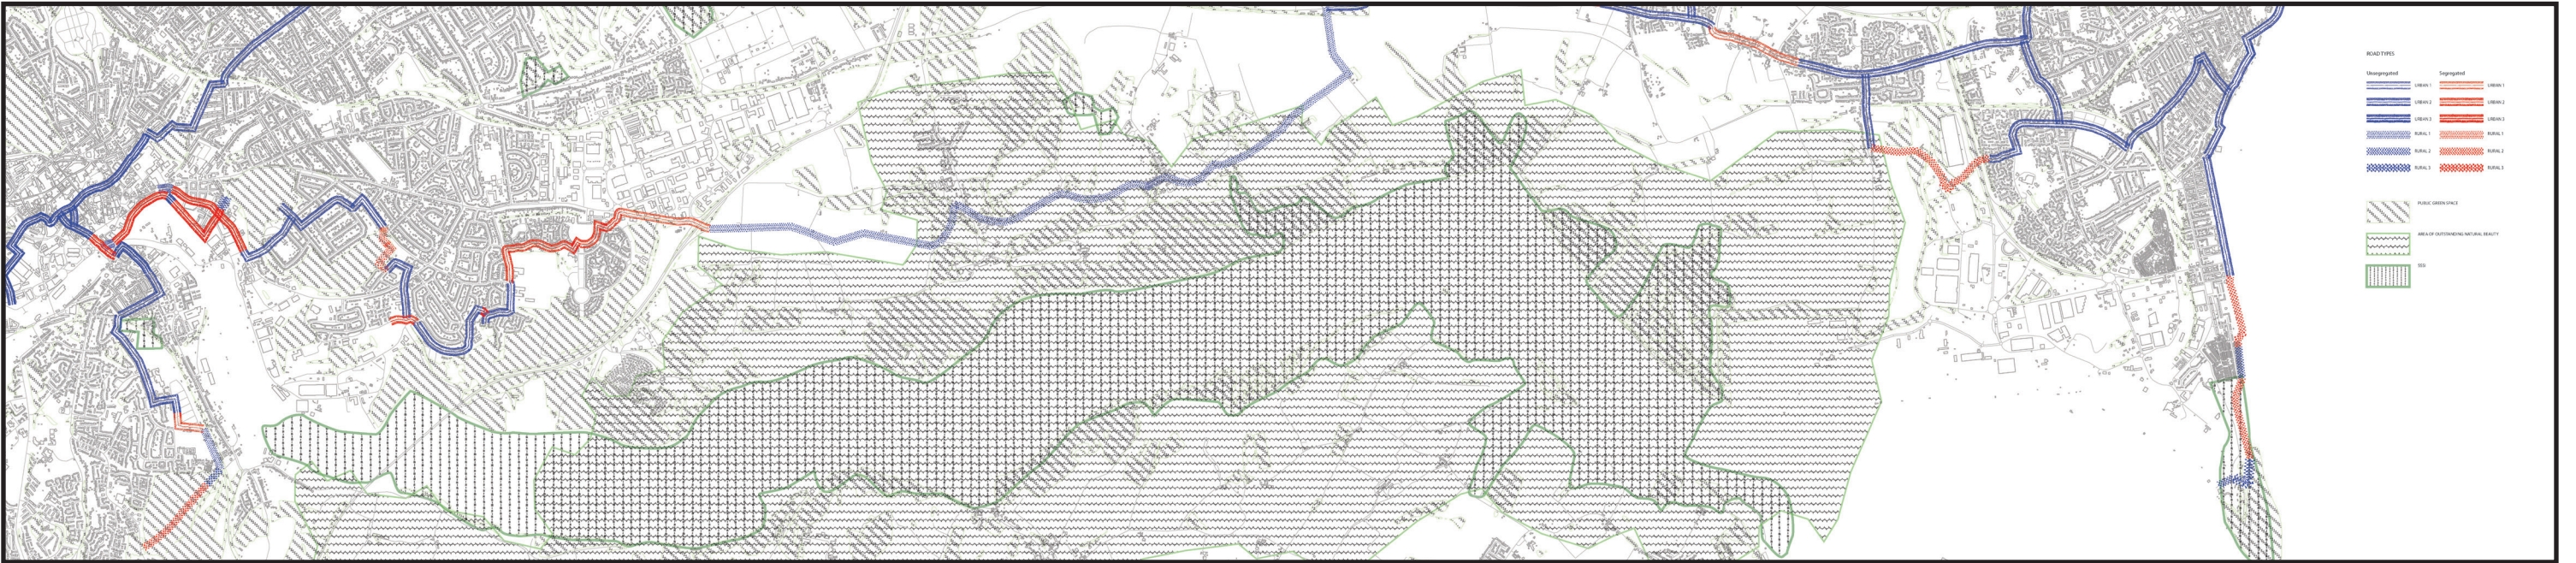 ROAD TYPES
Unsegregated Segregated
URBAN 1 URBAN 1
URBAN 2 URBAN 2
URBAN 3 URBAN 3
RURAL 1 RURAL 1
RURAL 2 RURAL 2
RURAL 3 RURAL 3
PUBLIC GREEN SPACE
AREA OF OUTSTANDING NATURAL BEAUTY
SSSI